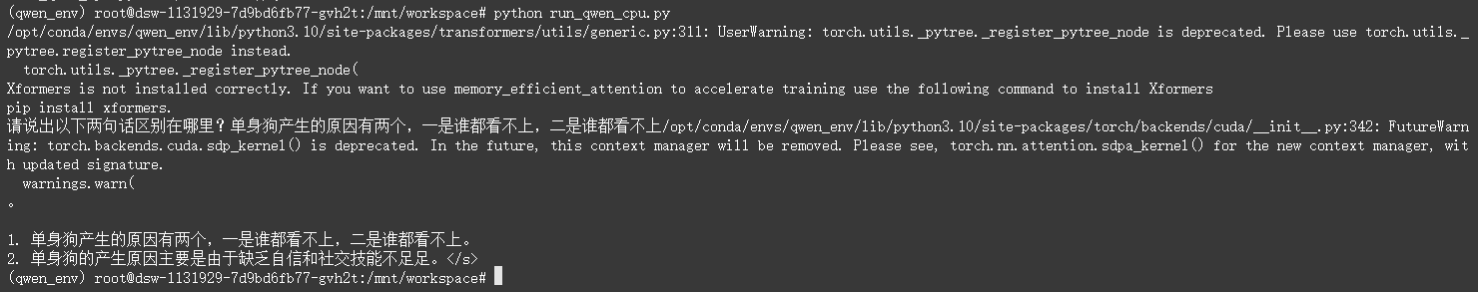 (qwen_env) root@dsw-1131929-7d9bd6fb77-gvh2t:/mnt/workspace# python run_qwen_cpu.py
/opt/conda/envs/qwen_env/lib/python3.10/site-packages/transformers/utils/generic.py:311: UserWarning: torch.utils._pytree._register_pytree_node is deprecated. Please use torch.utils._
pytree.register_pytree_node instead.
  torch.utils._pytree._register_pytree_node(
Xformers is not installed correctly. If you want to use memory_efficient_attention to accelerate training use the following command to install Xformers
pip install xformers.
请说出以下两句话区别在哪里？单身狗产生的原因有两个，一是谁都看不上，二是谁都看不上/opt/conda/envs/qwen_env/lib/python3.10/site-packages/torch/backends/cuda/__init__.py:342: FutureWarn
ing: torch.backends.cuda.sdp_kernel() is deprecated. In the future, this context manager will be removed. Please see, torch.nn.attention.sdpa_kernel() for the new context manager, wit
h updated signature.
  warnings.warn(
。
1. 单身狗产生的原因有两个，一是谁都看不上，二是谁都看不上。
2. 单身狗的产生原因主要是由于缺乏自信和社交技能不足足。</s>
(qwen_env) root@dsw-1131929-7d9bd6fb77-gvh2t:/mnt/workspace#